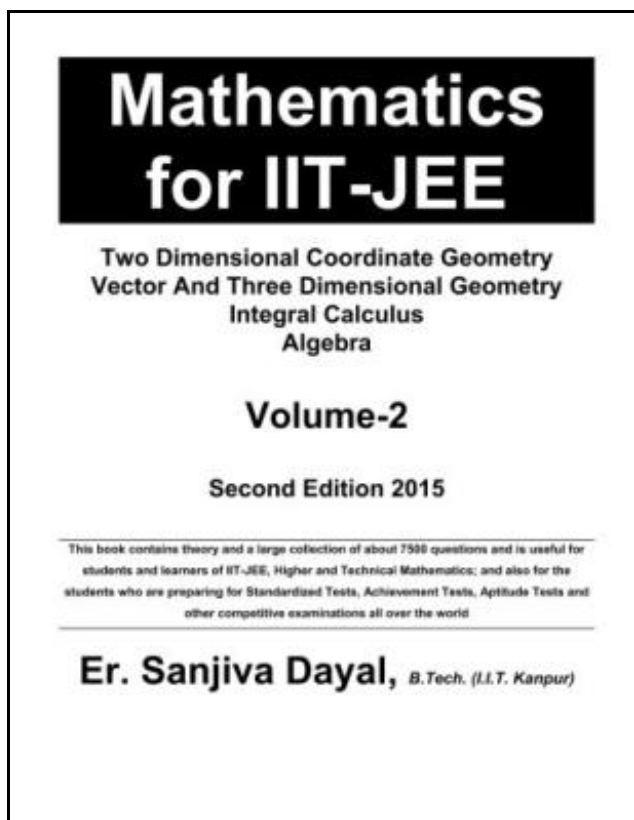 Mathematics
for IIT-JEE
Two Dimensional Coordinate Geometry
Vector And Three Dimensional Geometry
Integral Calculus
Algebra
Volume-2
Second Edition 2015
This book contains theory and a large collection of about 7500 questions and is useful for
students and learners of IIT-JEE, Higher and Technical Mathematics; and also for the
students who are preparing for Standardized Tests, Achievement Tests, Aptitude Tests and
other competitive examinations all over the world
Er. Sanjiva Dayal, B.Tech. (I.I.T. Kanpur)